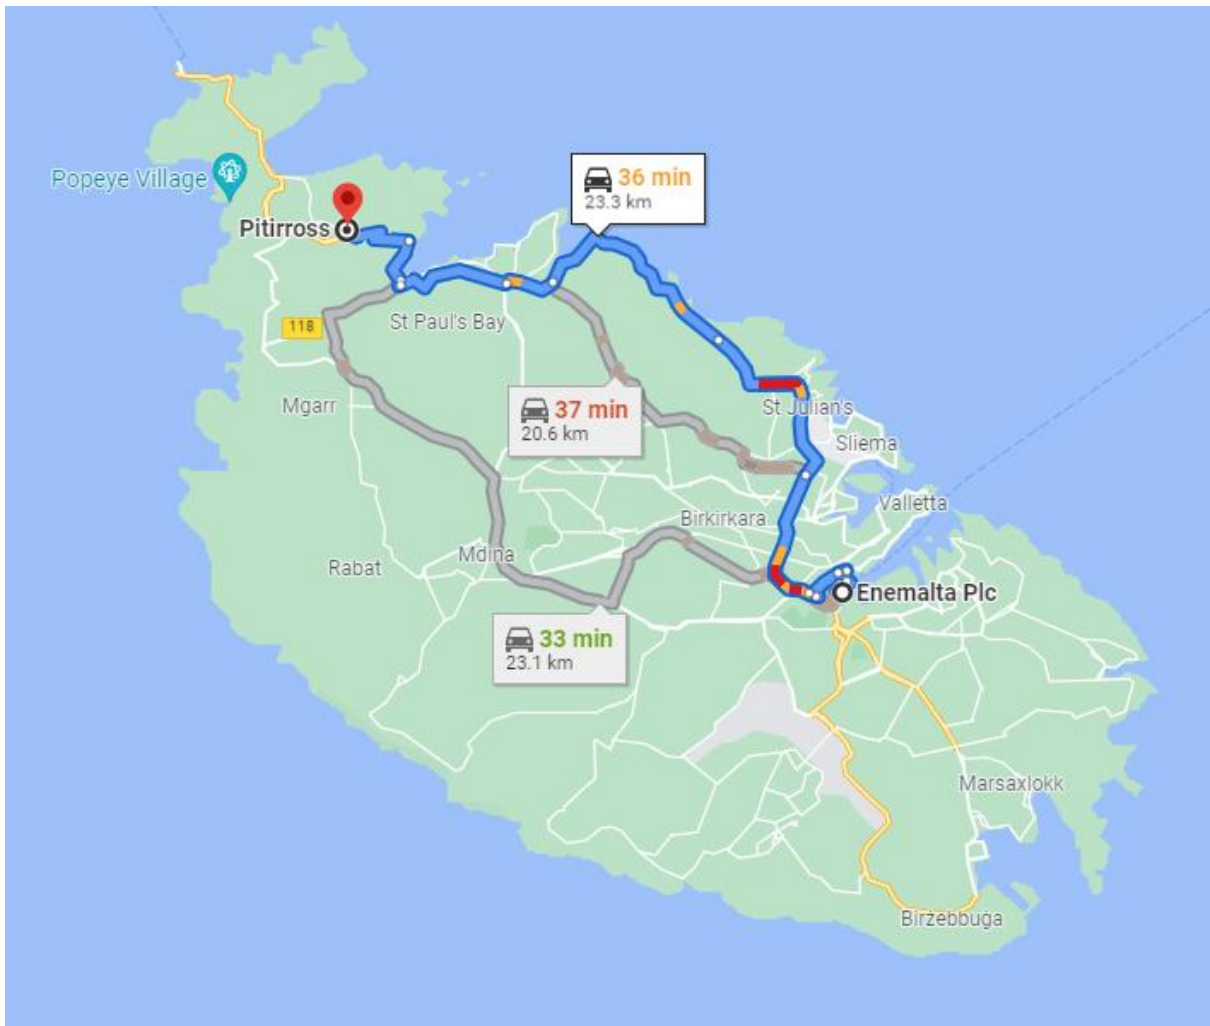 Popeye Village
36 min
23.3 km
Pitirross
118
St Paul's Bay
37 min
20.6 km
Mgarr
St Julian's
Sliema
Valletta
Birkirkara
Mdina
Rabat
Enemalta Plc
33 min
23.1 km
Marsaxlokk
Birżebbuġa